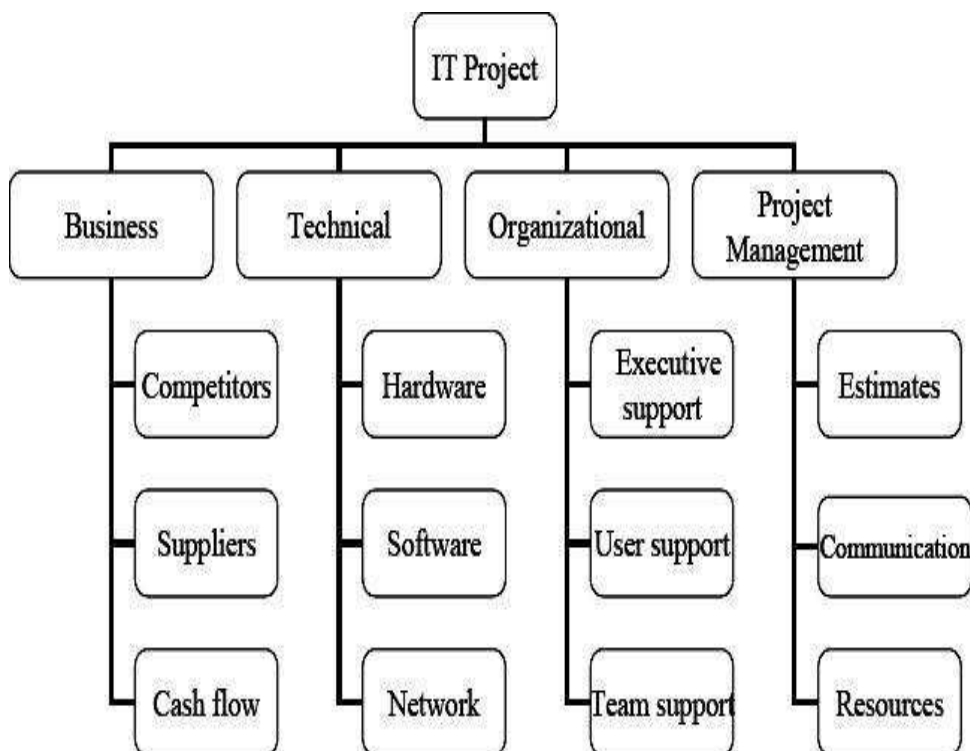 IT Project
Business
Technical
Organizational
Project
Management
Competitors
Hardware
Executive
support
Estimates
Suppliers
Software
User support
Communication
Cash flow
Network
Team support
Resources